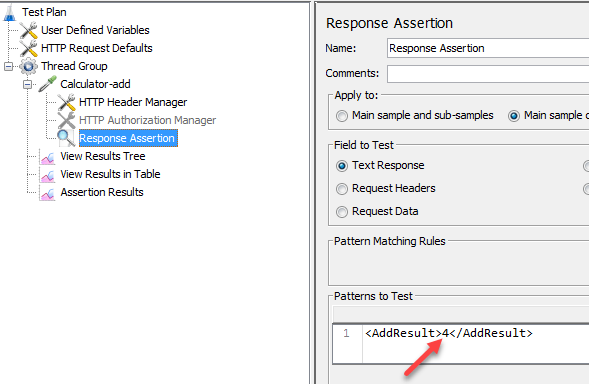 Test Plan
User Defined Variables
HTTP Request Defaults
Thread Group
Calculator-add
HTTP Header Manager
HTTP Authorization Manager
Response Assertion
View Results Tree
View Results in Table
Assertion Results
Response Assertion
Name: Response Assertion
Comments:
Apply to:
Main sample and sub-samples Main sample
Field to Test
Text Response
Request Headers
Request Data
Pattern Matching Rules
Patterns to Test
1 <AddResult>4</AddResult>